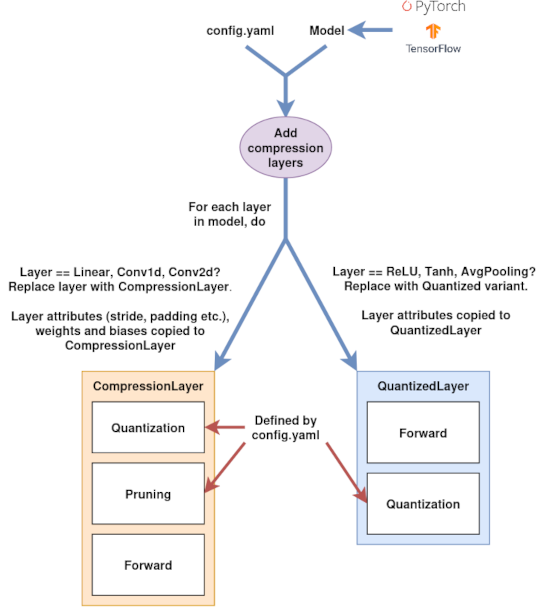 PyTorch
config.yaml
Model
TensorFlow
Add
compression
layers
For each layer
in model, do
Layer == Linear, Conv1d, Conv2d?
Replace layer with CompressionLayer.
Layer attributes (stride, padding etc.),
weights and biases copied to
CompressionLayer
Layer == ReLU, Tanh, AvgPooling?
Replace with Quantized variant.
Layer attributes copied to
QuantizedLayer
CompressionLayer
Quantization
Pruning
Forward
Defined by
config.yaml
QuantizedLayer
Forward
Quantization